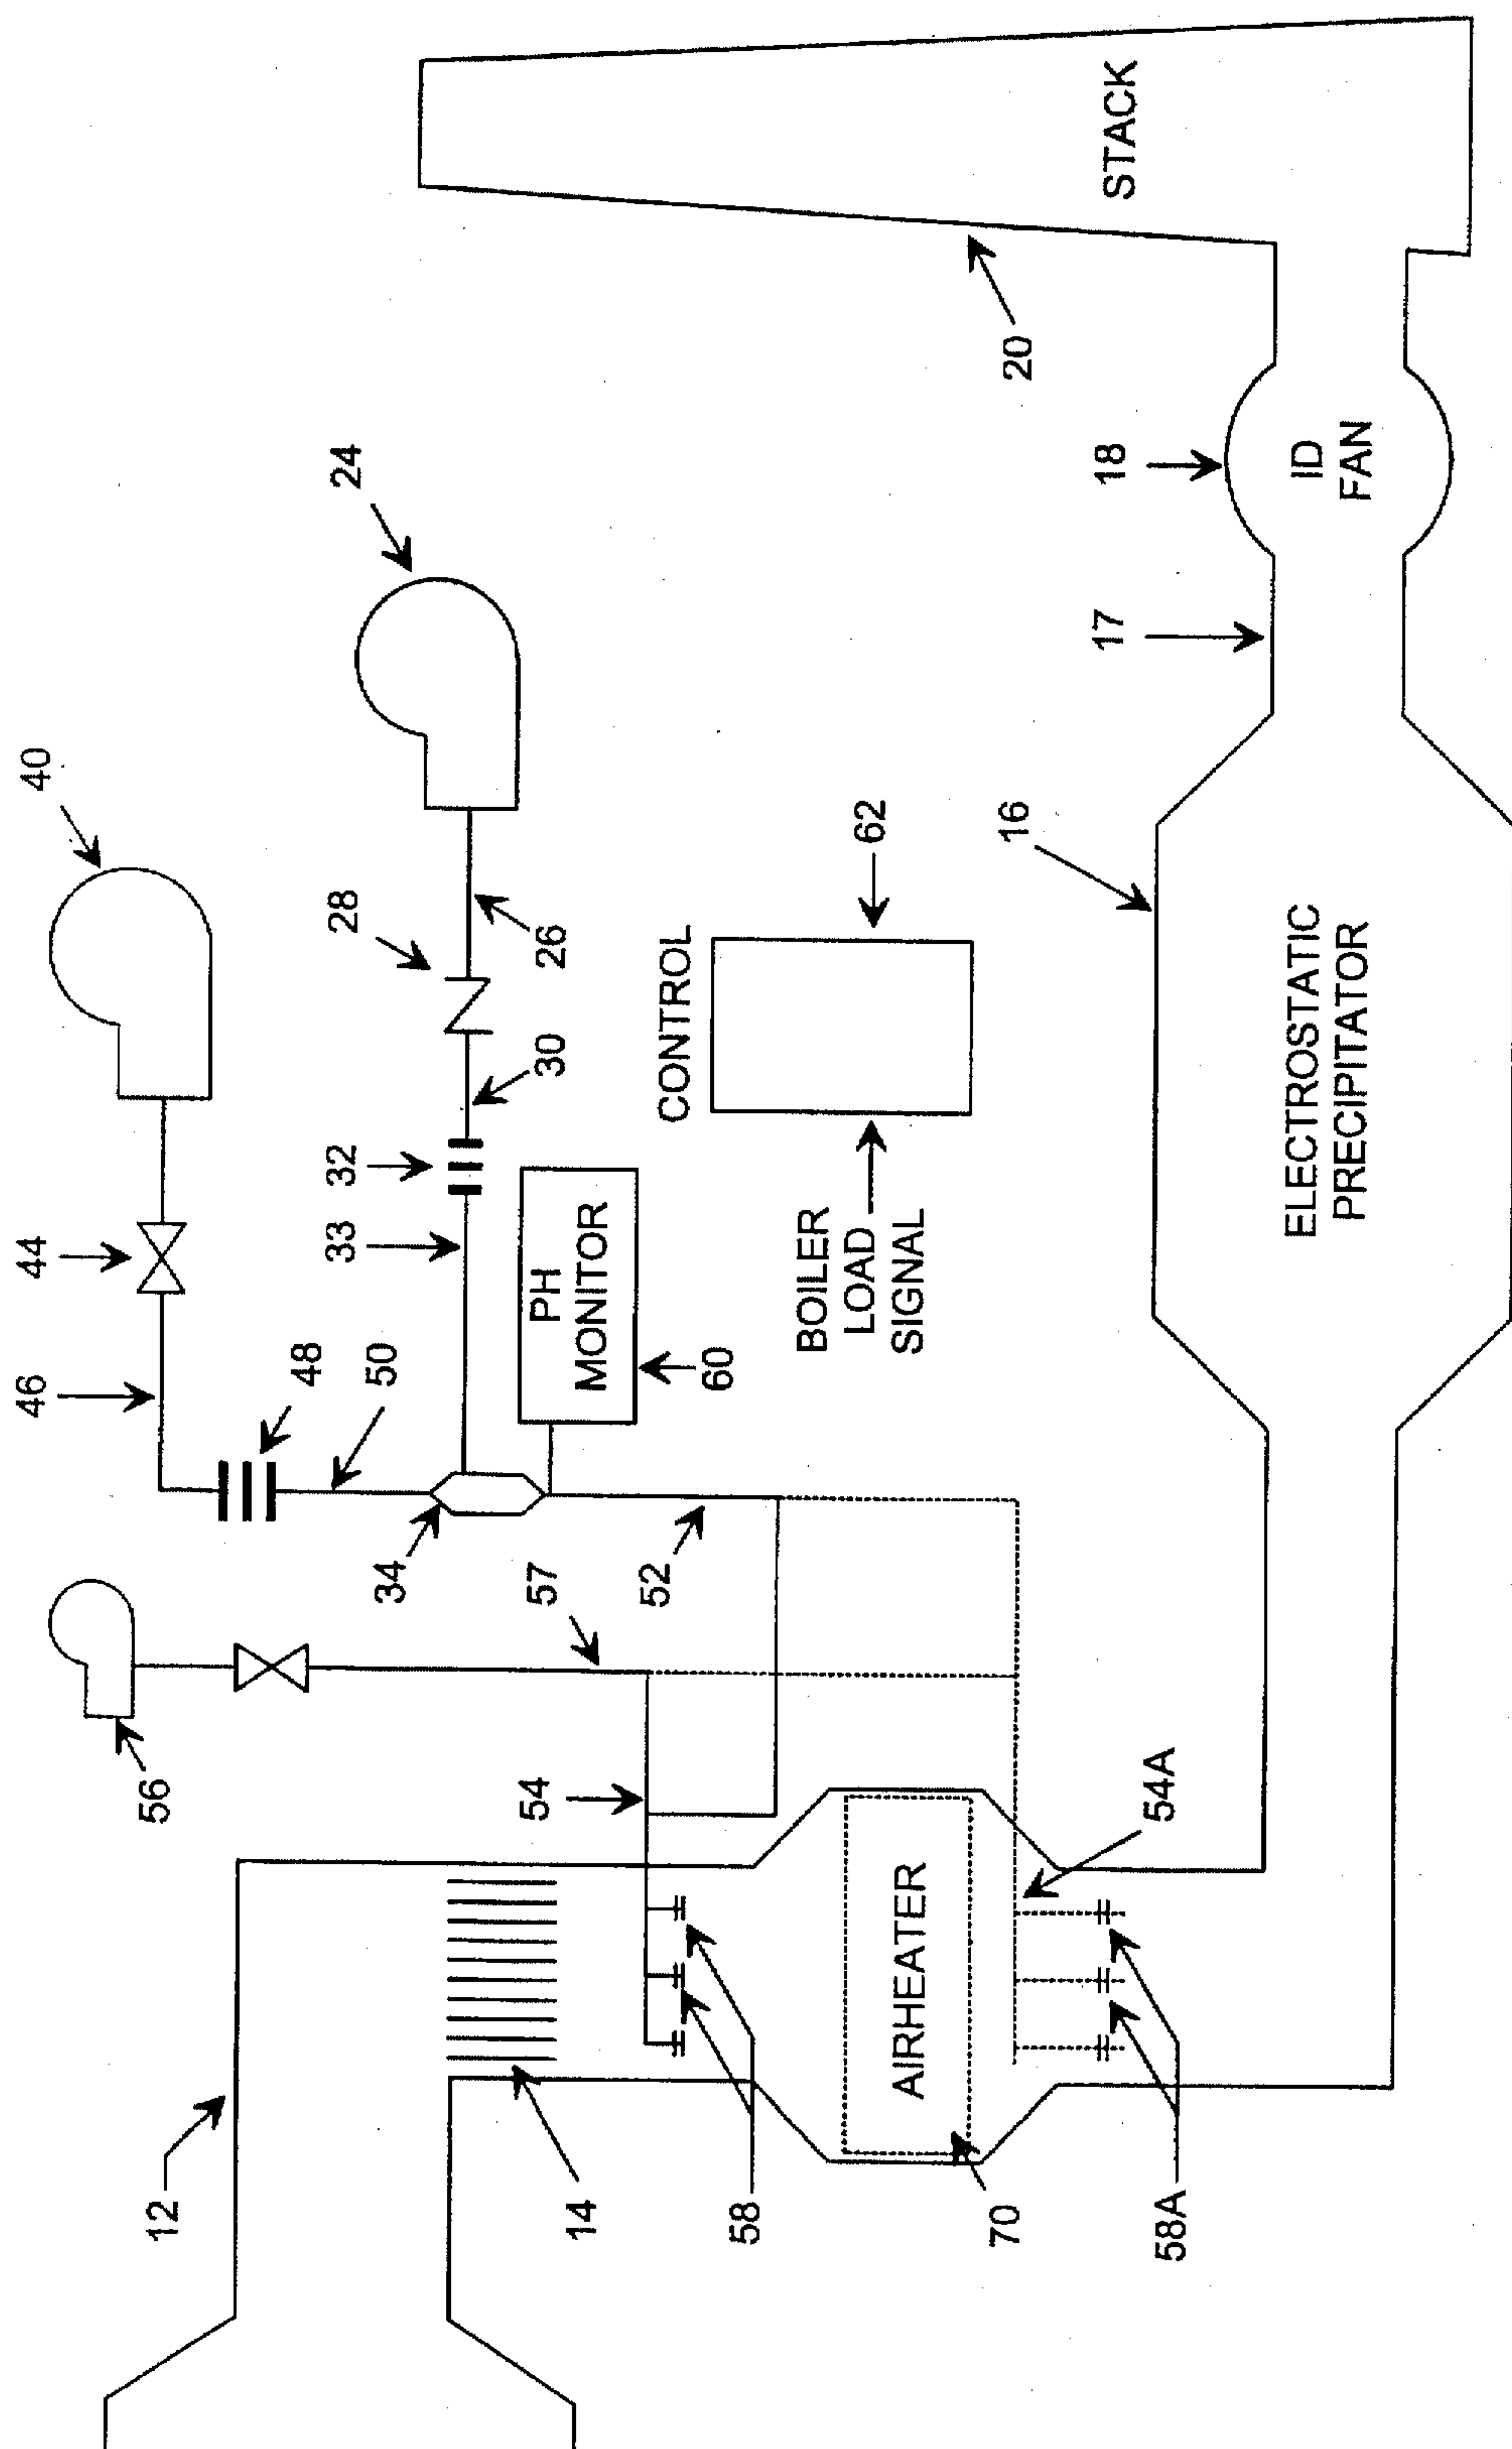 40
24
44
28
46
32
26
48
33
30
50
PH
MONITOR
60
34
56
57
52
CONTROL
BOILER
LOAD
SIGNAL
62
20
STACK
12
54
14
58
AIRHEATER
70
54A
58A
16
ELECTROSTATIC
PRECIPITATOR
17
18
ID
FAN